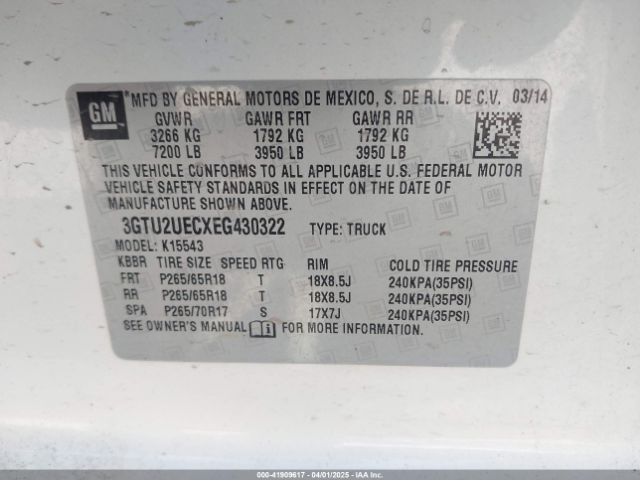 GM
MFD BY GENERAL MOTORS DE MEXICO, S. DE R.L. DE C.V. 03/14
GVWR GAWR FRT GAWR RR
3266 KG 1792 KG 1792 KG
7200 LB 3950 LB 3950 LB
THIS VEHICLE CONFORMS TO ALL APPLICABLE U.S. FEDERAL MOTOR
VEHICLE SAFETY STANDARDS IN EFFECT ON THE DATE OF
MANUFACTURE SHOWN ABOVE.
3GTU2UECXEG430322 TYPE: TRUCK
MODEL: K15543
KBBR TIRE SIZE SPEED RTG RIM COLD TIRE PRESSURE
FRT P265/65R18 T 18X8.5J 240KPA(35PSI)
RR P265/65R18 T 18X8.5J 240KPA(35PSI)
SPA P265/70R17 S 17X7J 240KPA(35PSI)
SEE OWNER'S MANUAL FOR MORE INFORMATION.
000-41909617 - 04/01/2025 - IAAI.COM